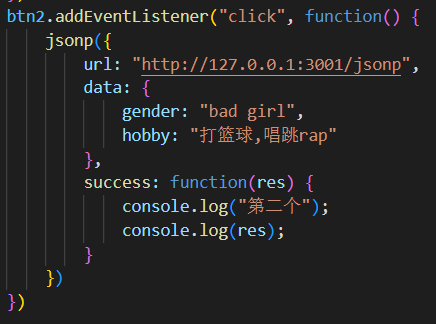 })
btn2.addEventListener("click", function() {
jsonp({
url: "http://127.0.0.1:3001/jsonp",
data: {
gender: "bad girl",
hobby: "打篮球,唱跳rap"
},
success: function(res) {
console.log("第二个");
console.log(res);
}
})
})